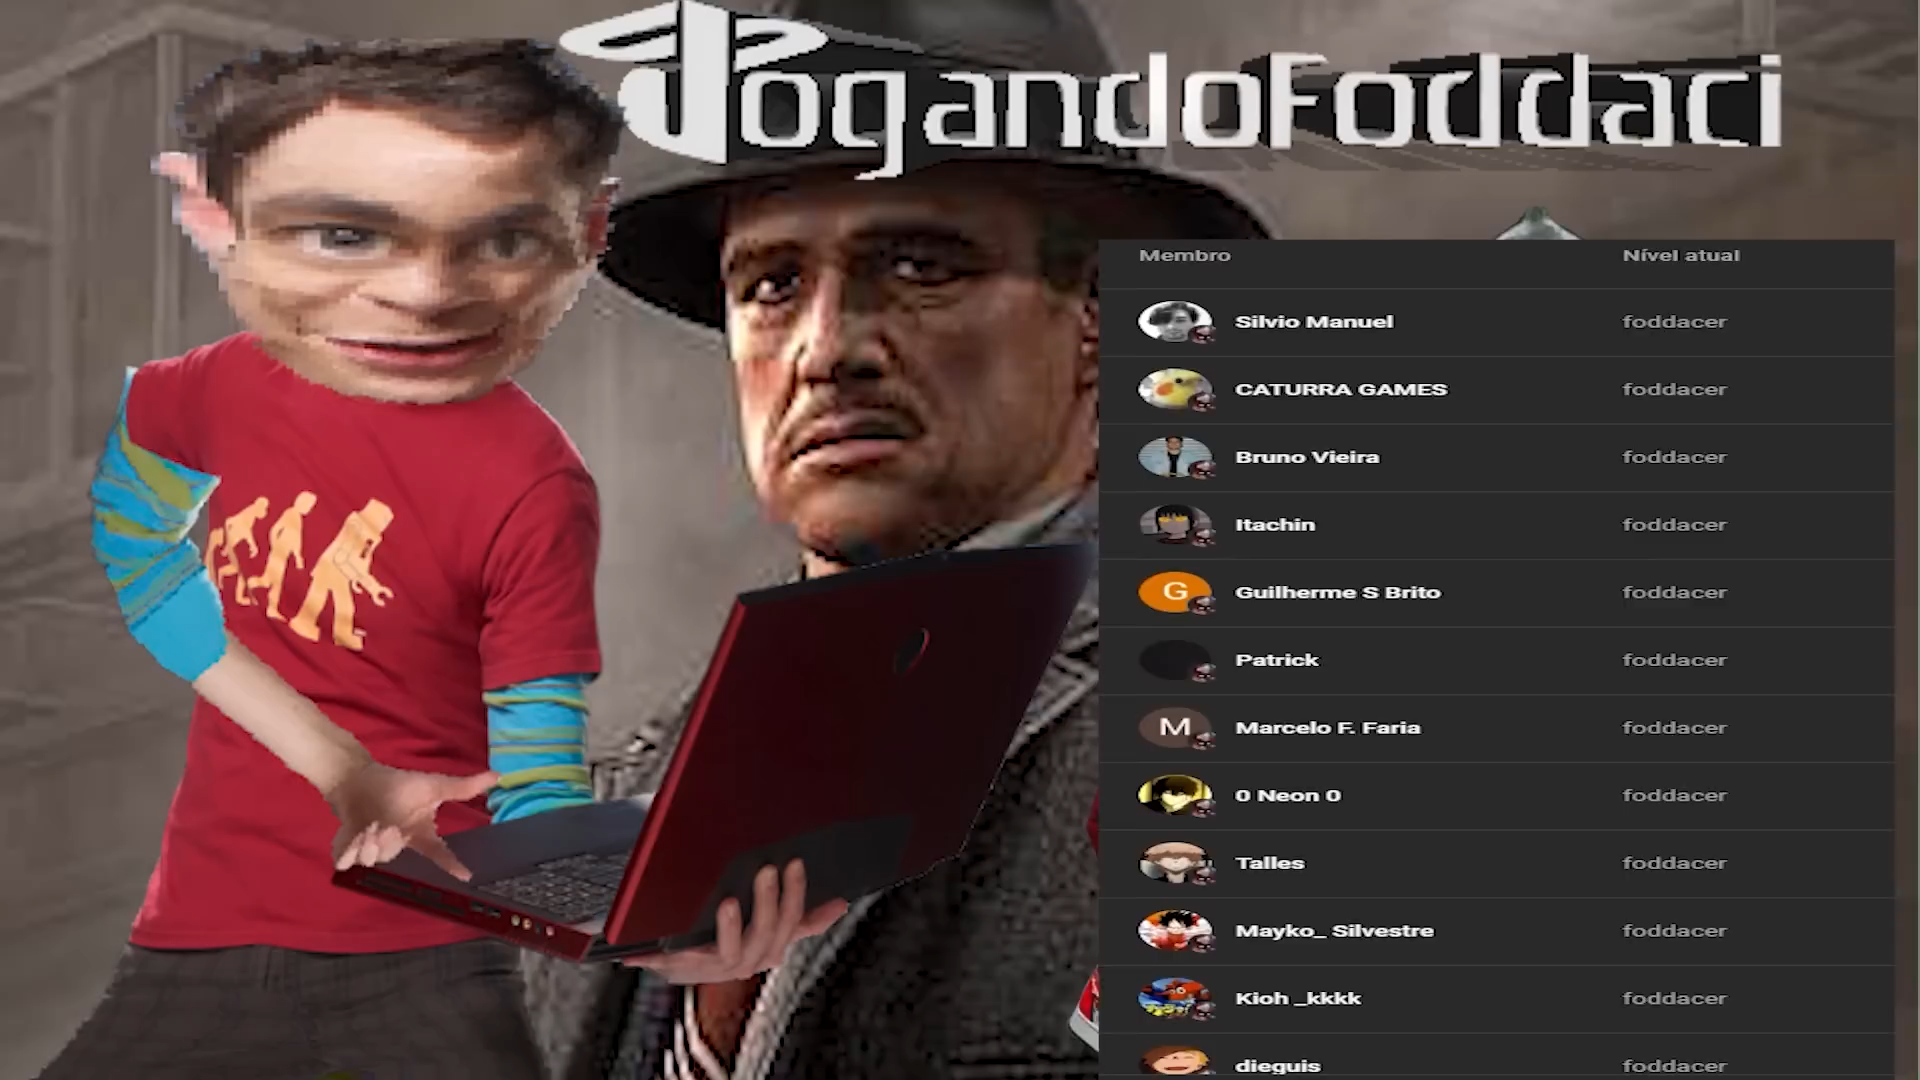 JogandoFoddaci
Membro Nível atual
Silvio Manuel foddacer
CATURRA GAMES foddacer
Bruno Vieira foddacer
Itachin foddacer
G Guilherme S Brito foddacer
Patrick foddacer
M Marcelo F. Faria foddacer
0 Neon 0 foddacer
Talles foddacer
Mayko_ Silvestre foddacer
Kioh _kkkk foddacer
dieguis foddacer